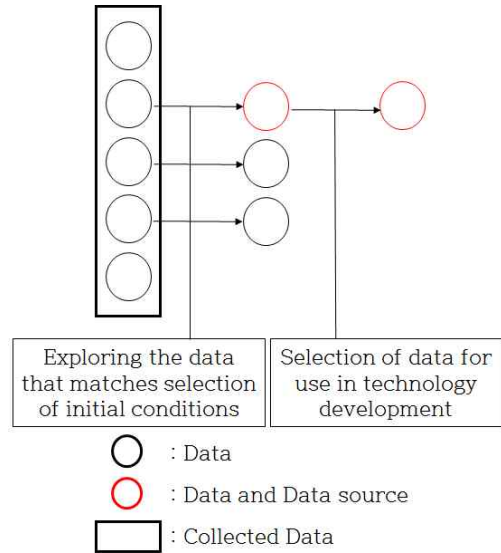 Exploring the data
that matches selection
of initial conditions
Selection of data for
use in technology
development
: Data
: Data and Data source
: Collected Data